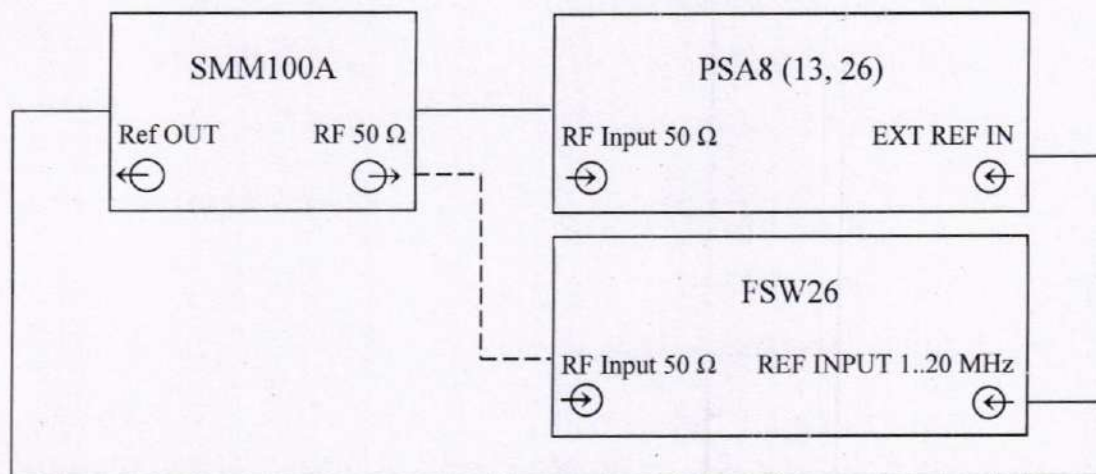 SMM100A
Ref OUT
RF 50 Ω
PSA8 (13, 26)
RF Input 50 Ω
EXT REF IN
FSW26
RF Input 50 Ω
REF INPUT 1..20 MHz